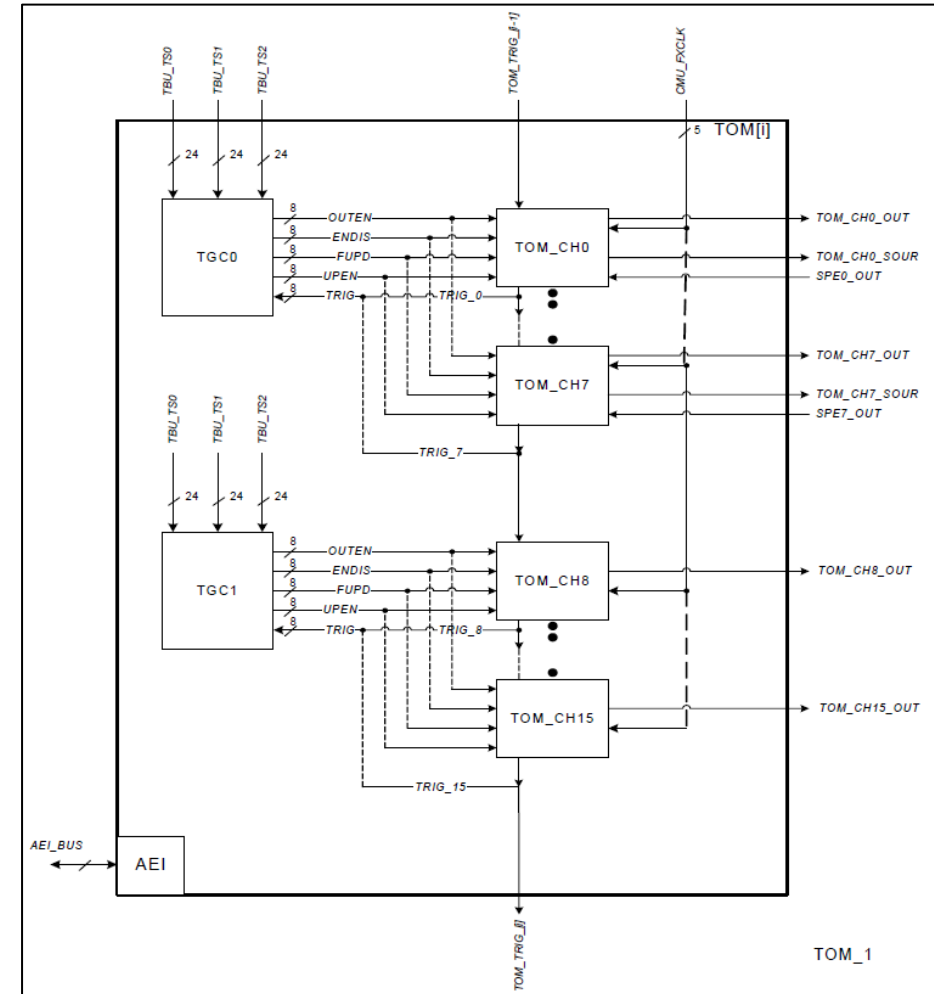 TBU_TS0
TBU_TS1
TBU_TS2
TOM_TRIG_[i-1]
CMU_FXCLK
5
TOM[i]
24
24
24
TGC0
8
OUTEN
8
ENDIS
8
FUPD
8
UPEN
8
TRIG
TRIG_0
TOM_CH0
TOM_CH0_OUT
TOM_CH0_SOUR
SPE0_OUT
TOM_CH7
TOM_CH7_OUT
TOM_CH7_SOUR
SPE7_OUT
TRIG_7
TBU_TS0
TBU_TS1
TBU_TS2
24
24
24
TGC1
8
OUTEN
8
ENDIS
8
FUPD
8
UPEN
8
TRIG
TRIG_8
TOM_CH8
TOM_CH8_OUT
TOM_CH15
TOM_CH15_OUT
TRIG_15
AEI_BUS
AEI
TOM_TRIG_[i]
TOM_1